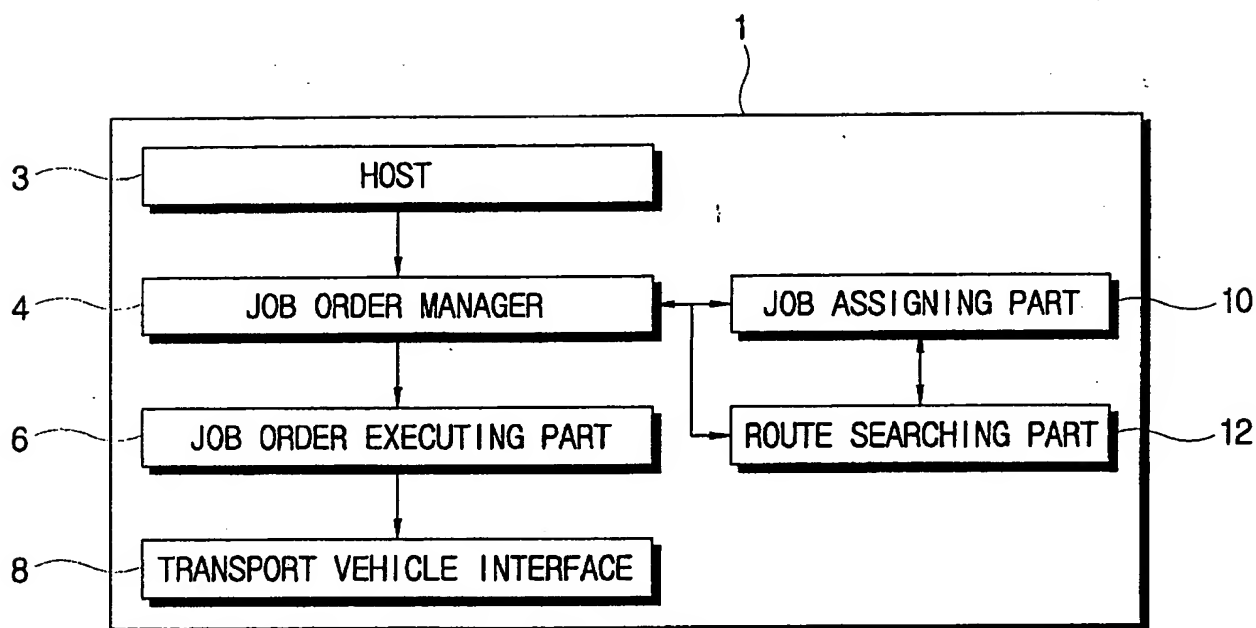 1
3 HOST
4 JOB ORDER MANAGER JOB ASSIGNING PART 10
6 JOB ORDER EXECUTING PART ROUTE SEARCHING PART 12
8 TRANSPORT VEHICLE INTERFACE